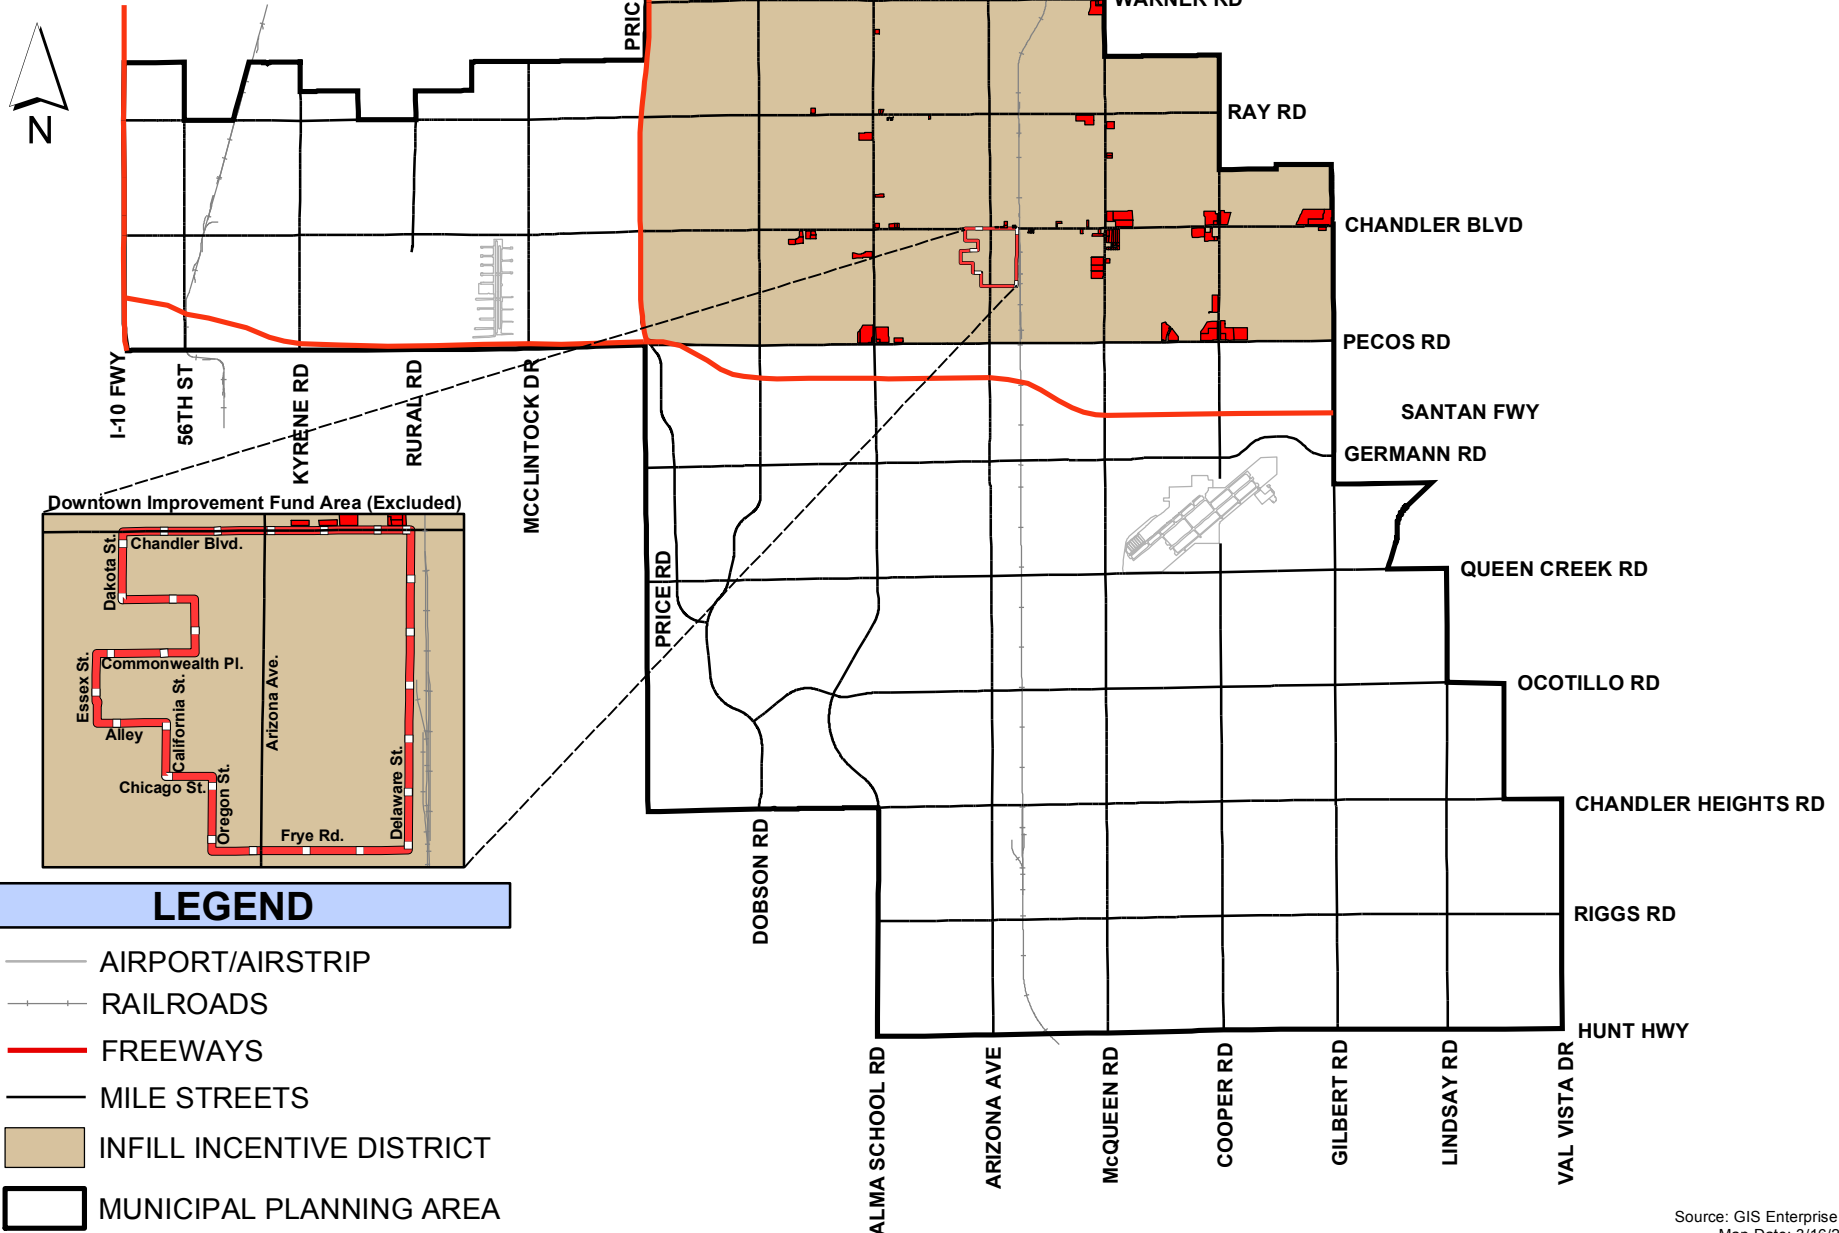 WARNER RD
PRIC
N
RAY RD
CHANDLER BLVD
PECOS RD
SANTAN FWY
GERMANN RD
I-10 FWY
56TH ST
KYRENE RD
RURAL RD
MCCLINTOCK DR
PRICE RD
QUEEN CREEK RD
OCOTILLO RD
CHANDLER HEIGHTS RD
DOBSON RD
RIGGS RD
HUNT HWY
ALMA SCHOOL RD
ARIZONA AVE
McQUEEN RD
COOPER RD
GILBERT RD
LINDSAY RD
VAL VISTA DR
Downtown Improvement Fund Area (Excluded)
Chandler Blvd.
Dakota St.
Commonwealth Pl.
Essex St.
California St.
Arizona Ave.
Alley
Chicago St.
Oregon St.
Delaware St.
Frye Rd.
LEGEND
AIRPORT/AIRSTRIP
RAILROADS
FREEWAYS
MILE STREETS
INFILL INCENTIVE DISTRICT
MUNICIPAL PLANNING AREA
Source: GIS Enterprise